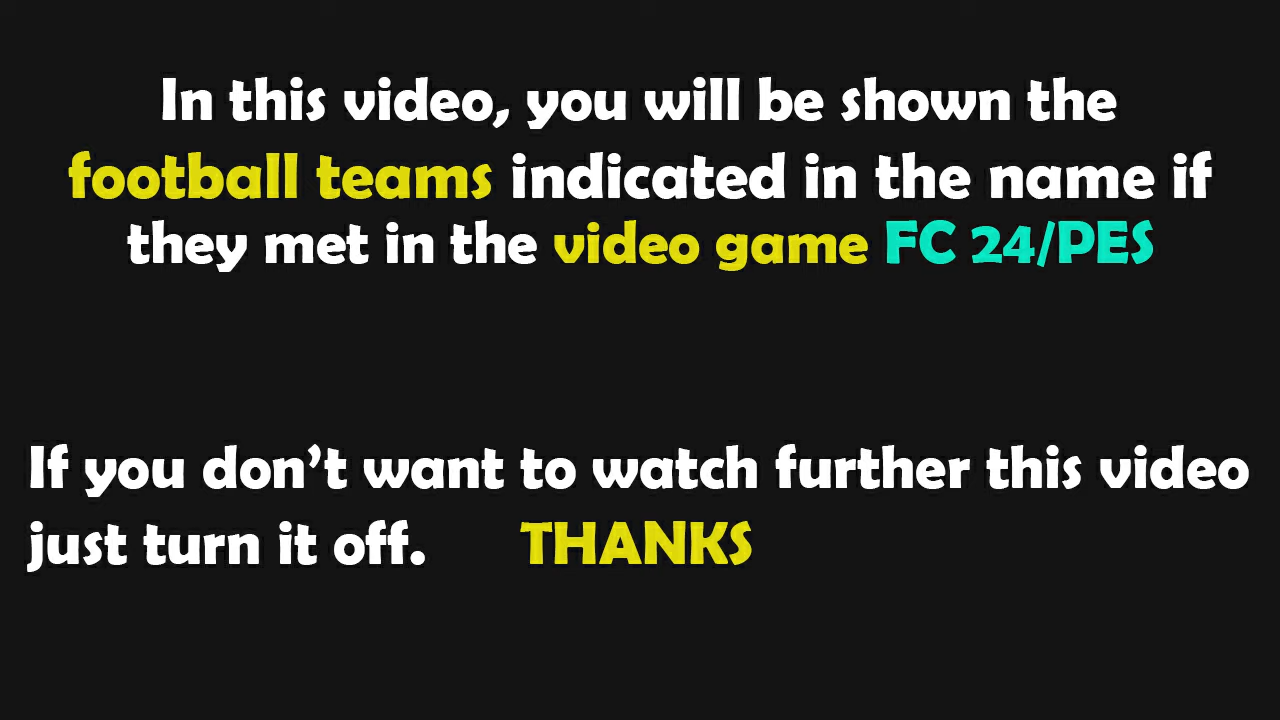 In this video, you will be shown the
football teams indicated in the name if
they met in the video game FC 24/PES
If you don’t want to watch further this video
just turn it off. THANKS